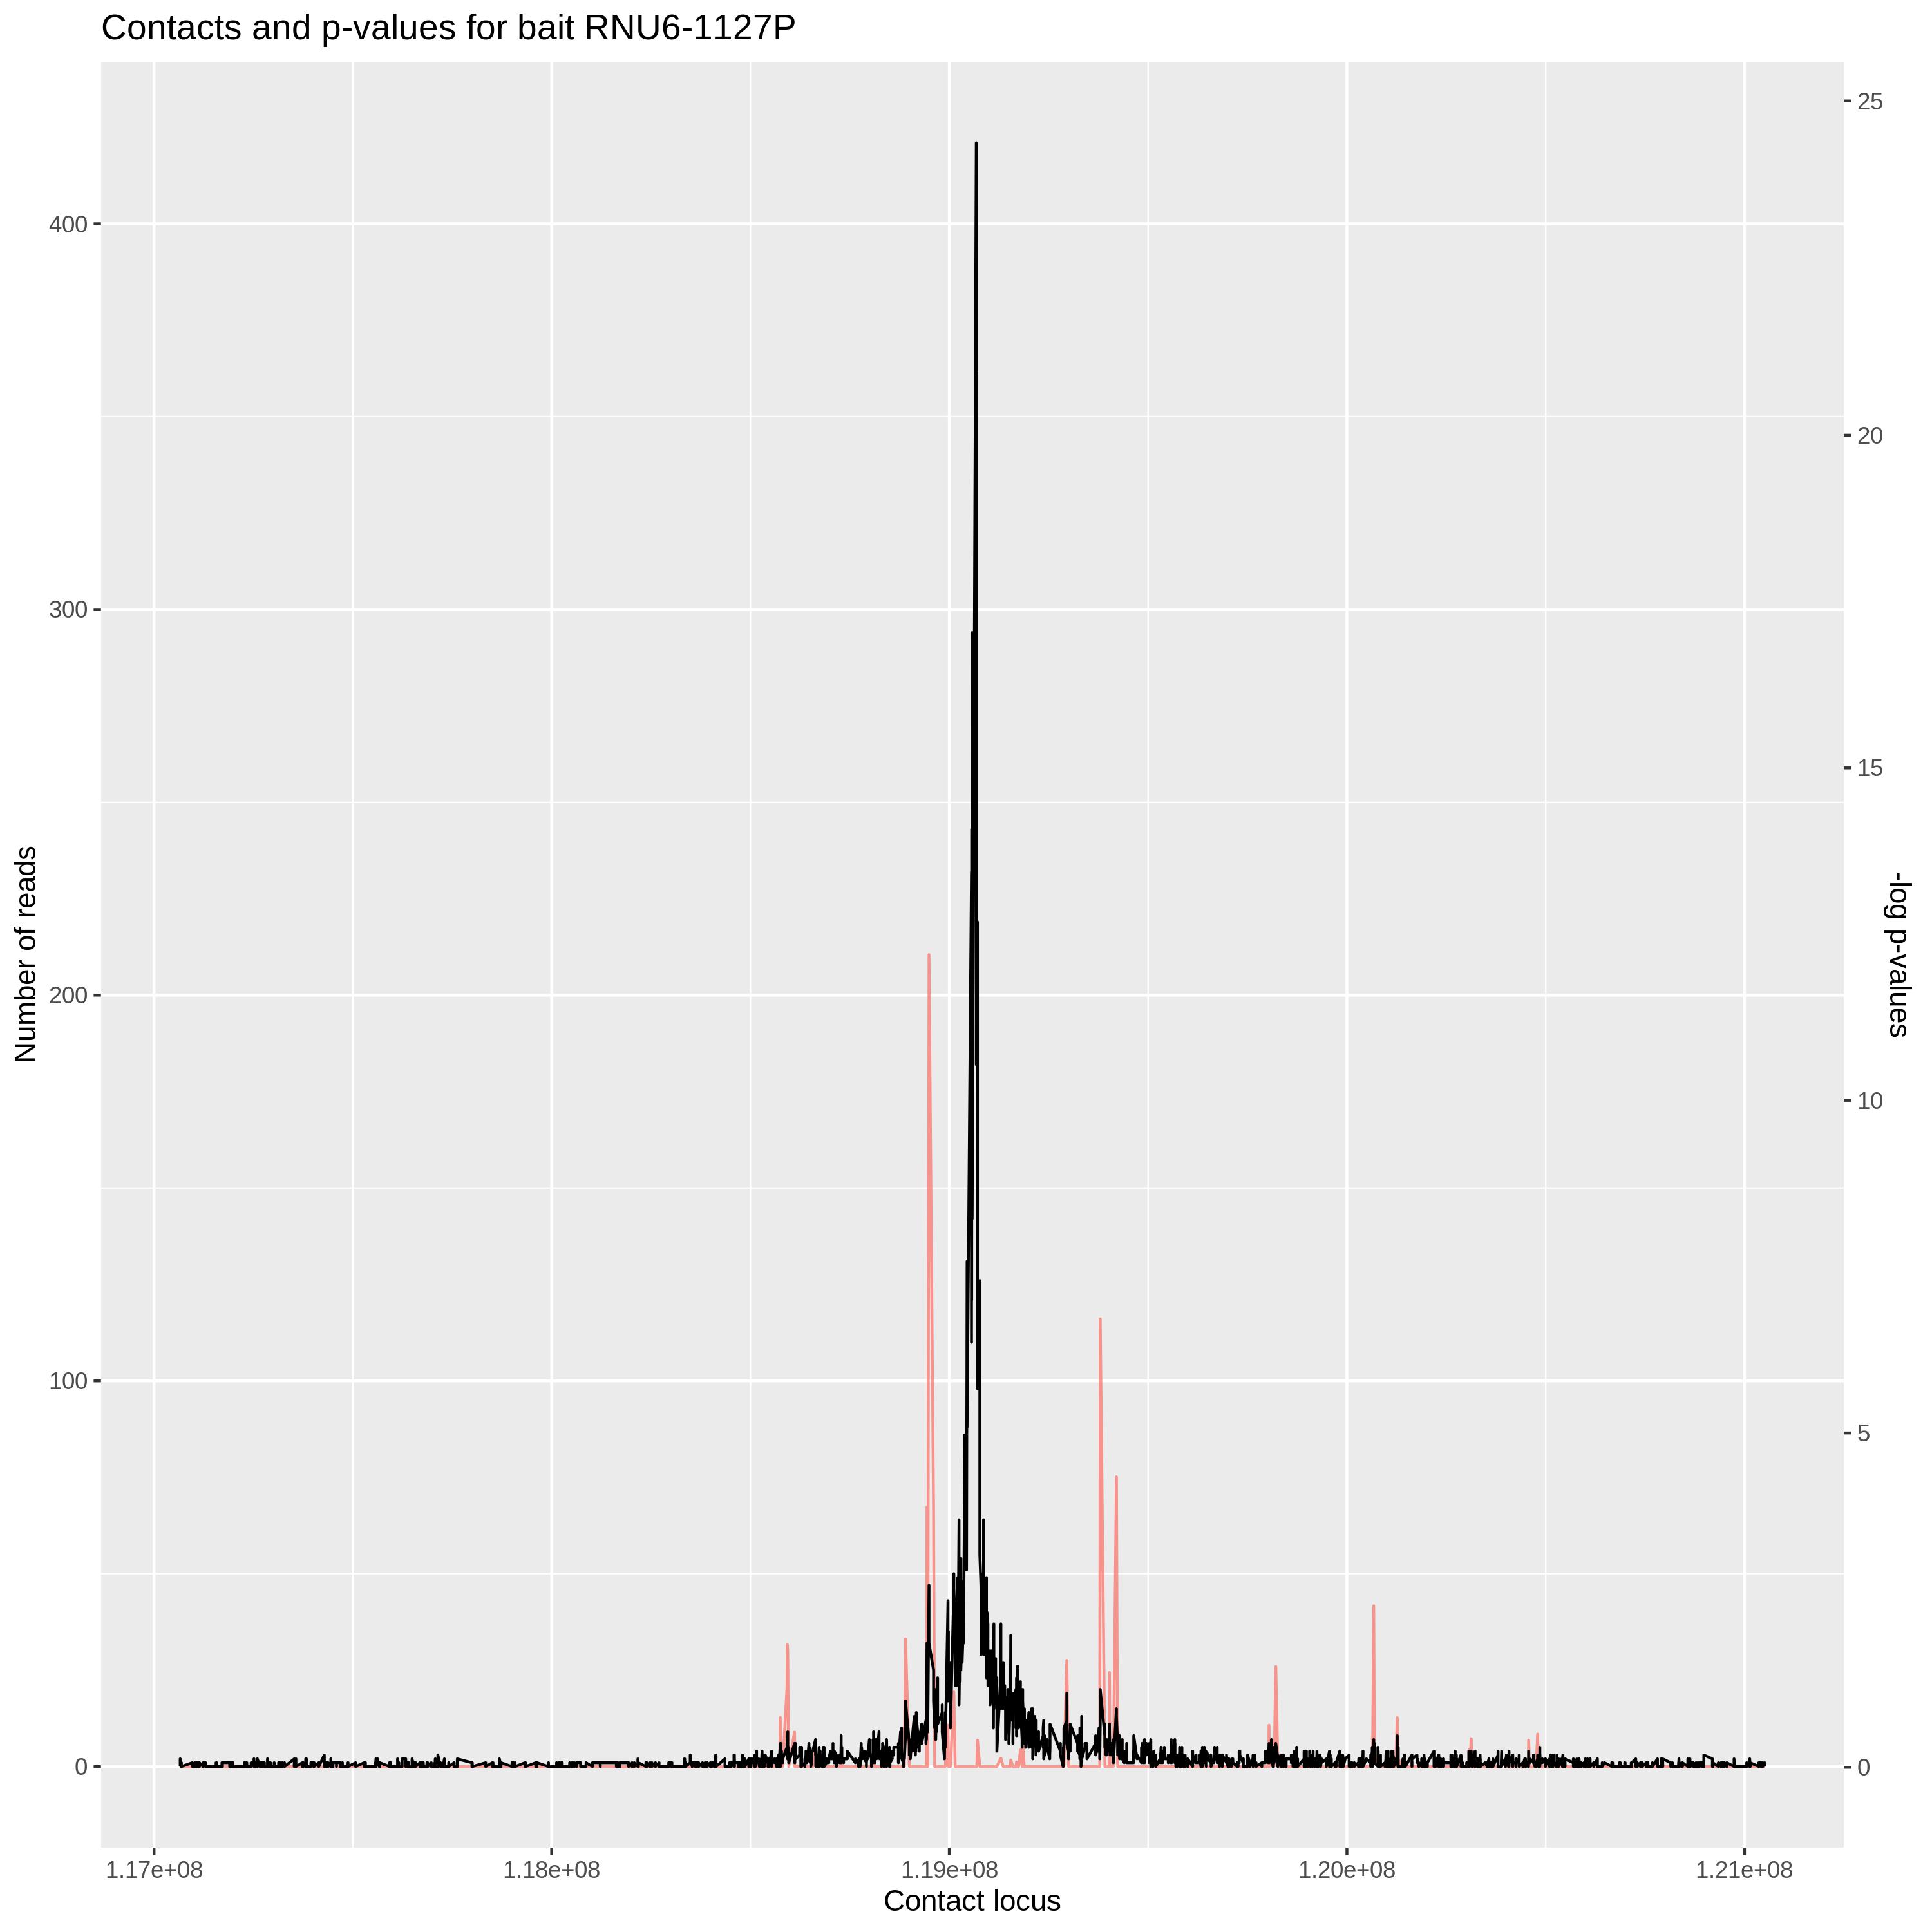 Contacts and p-values for bait RNU6-1127P
Number of reads
400
300
200
100
0
25
20
15
10
5
0
-log p-values
1.17e+08
1.18e+08
1.19e+08
1.20e+08
1.21e+08
Contact locus